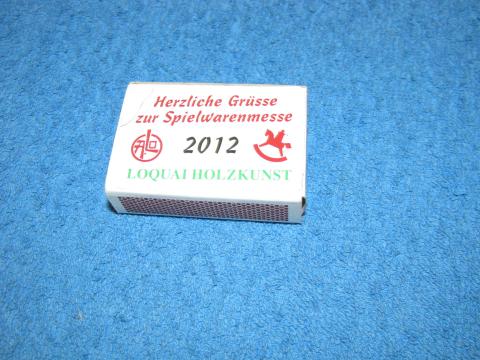 Herzliche Grüsse
zur Spielwarenmesse
2012
LOQUAI HOLZKUNST